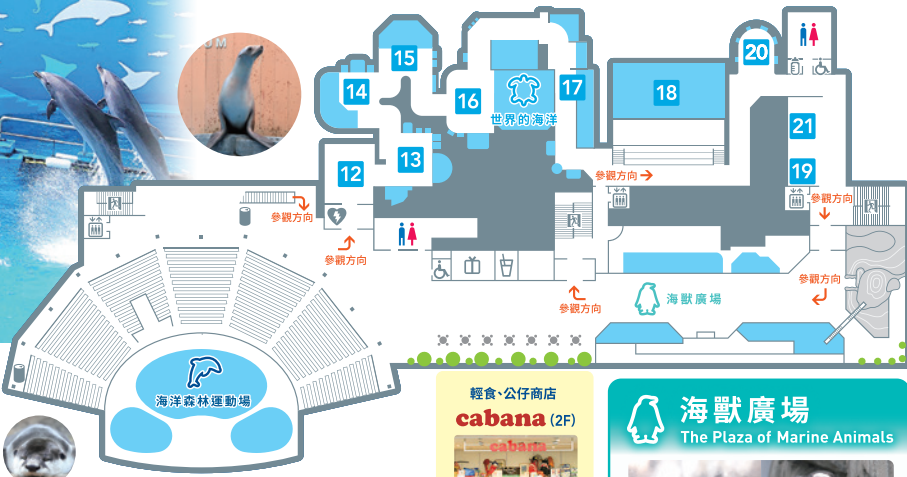 OM
15
14
16
17
18
20
世界的海洋
12
13
21
19
參觀方向
參觀方向
參觀方向
參觀方向
參觀方向
參觀方向
海獸廣場
海洋森林運動場
輕食、公仔商店
cabana (2F)
cabana
海獸廣場
The Plaza of Marine Animals